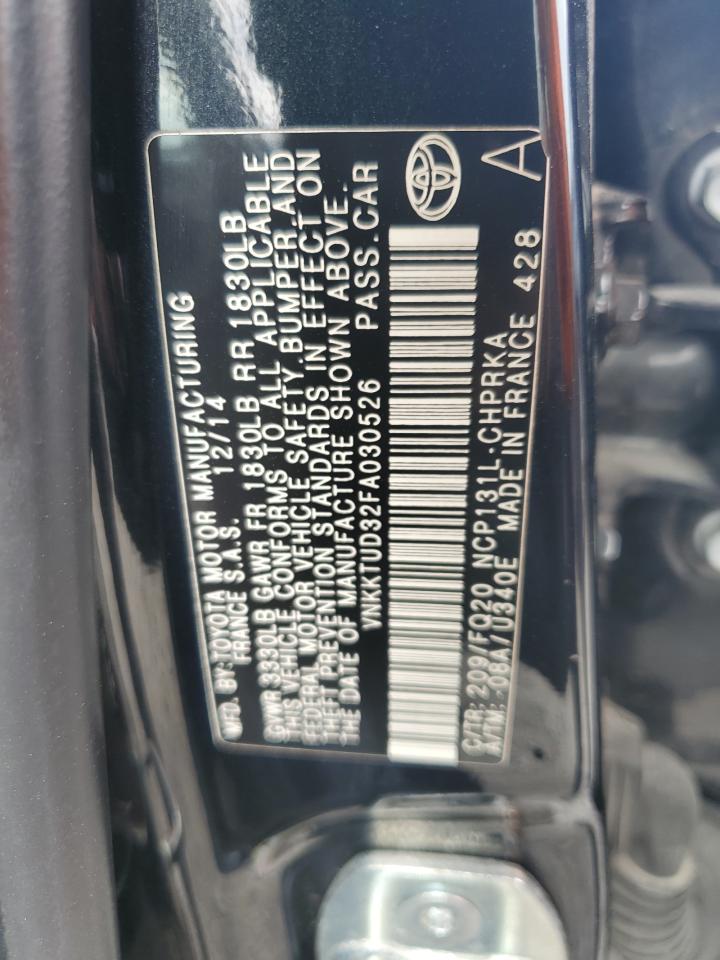 MFD. BY: TOYOTA MOTOR MANUFACTURING
FRANCE S.A.S. 12/14
GVWR 3330LB GAWR FR 1830LB RR 1830LB
THIS VEHICLE CONFORMS TO ALL APPLICABLE
FEDERAL MOTOR VEHICLE SAFETY, BUMPER, AND
THEFT PREVENTION STANDARDS IN EFFECT ON
THE DATE OF MANUFACTURE SHOWN ABOVE.
VNKKTUD32FA030526 PASS.CAR
C/TR: 209/FQ20 NCP131L-CHPRKA
A/TM: -08A/U340E MADE IN FRANCE 428 A